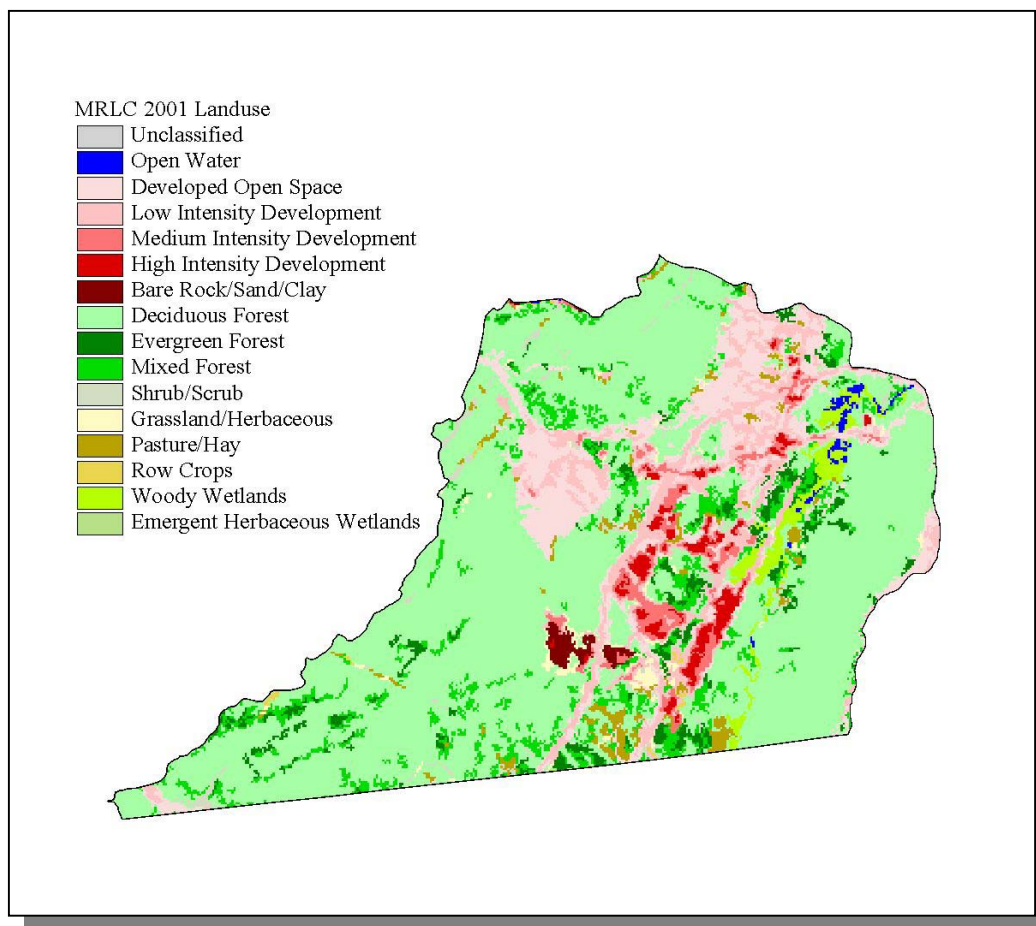 MRLC 2001 Landuse
Unclassified
Open Water
Developed Open Space
Low Intensity Development
Medium Intensity Development
High Intensity Development
Bare Rock/Sand/Clay
Deciduous Forest
Evergreen Forest
Mixed Forest
Shrub/Scrub
Grassland/Herbaceous
Pasture/Hay
Row Crops
Woody Wetlands
Emergent Herbaceous Wetlands